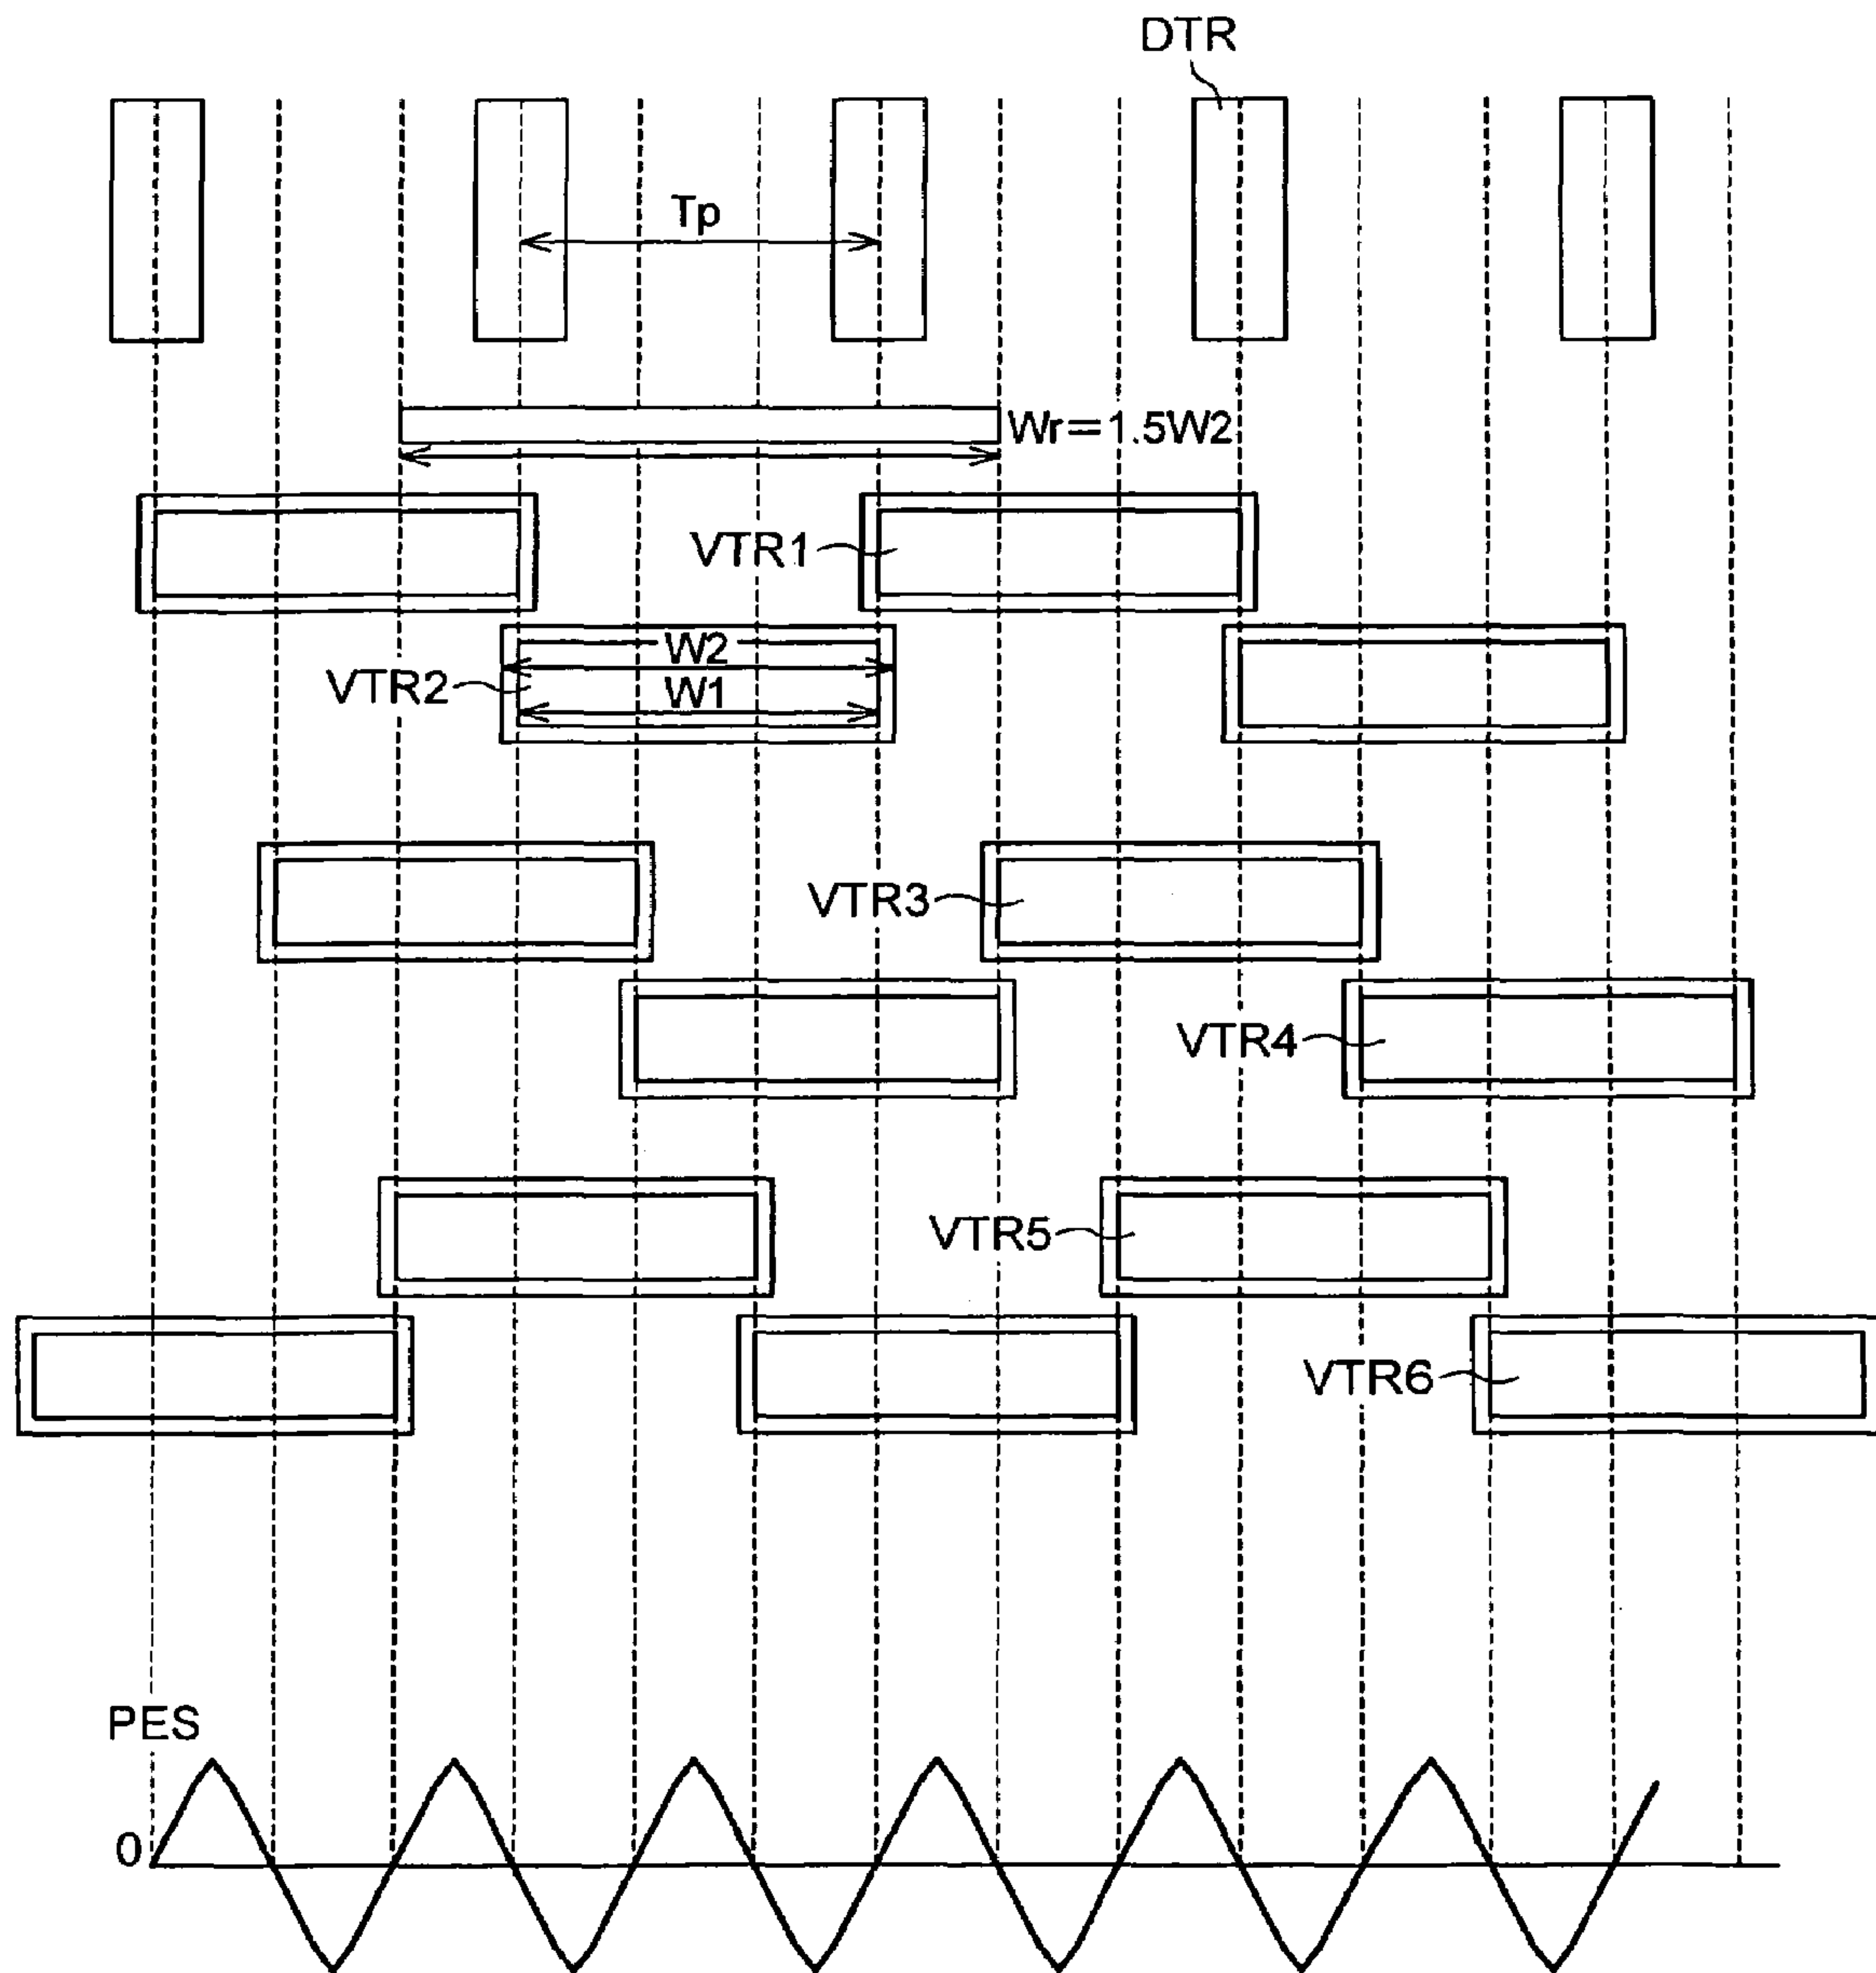 DTR
Tp
Wr=1.5W2
VTR1
W2
VTR2
W1
VTR3
VTR4
VTR5
VTR6
PES
0